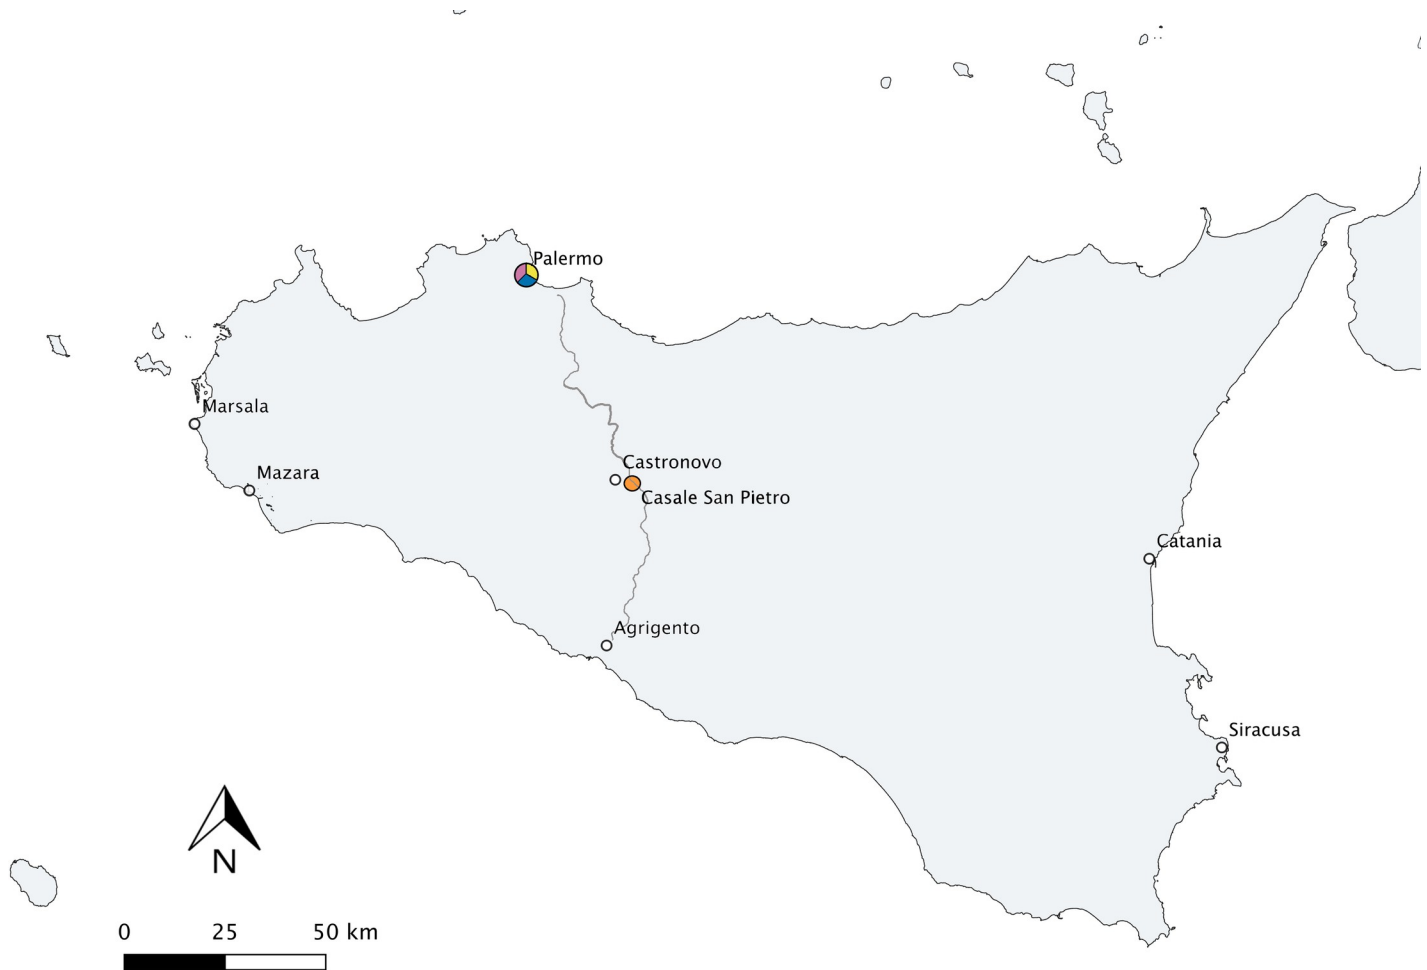 Palermo
Marsala
Castronovo
Mazara
Casale San Pietro
Catania
Agrigento
Siracusa
N
0 25 50 km